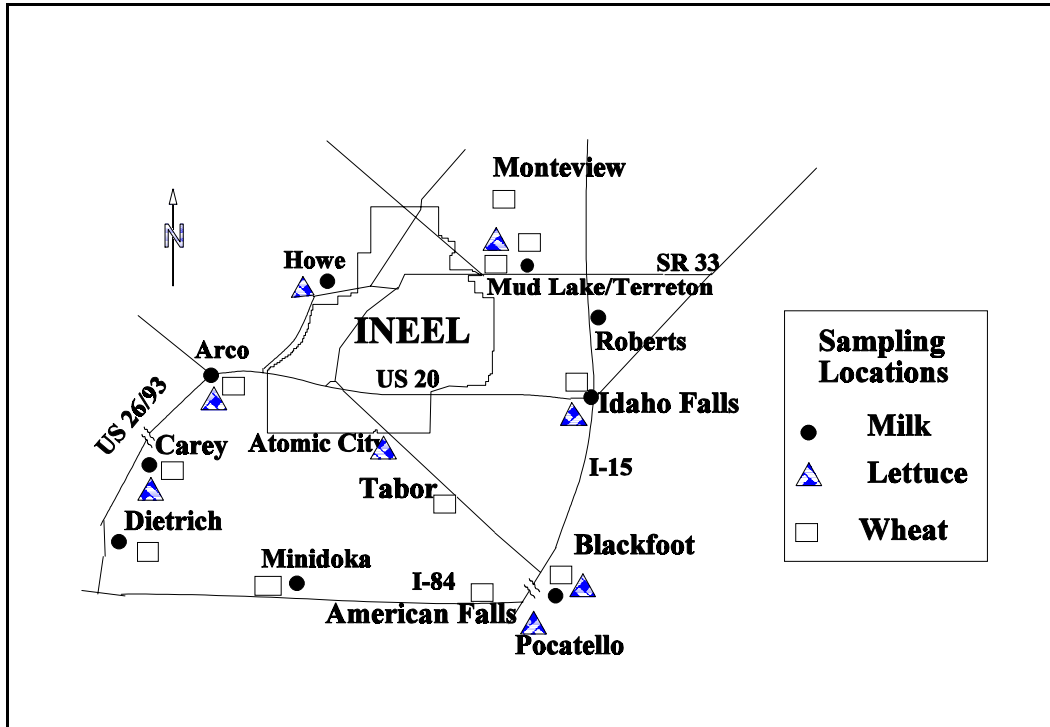 Monteview
N
Howe
SR 33
Mud Lake/Terreton
INEEL
Roberts
Arco
US 20
US 26/93
Idaho Falls
Carey
Atomic City
I-15
Tabor
Dietrich
Minidoka
Blackfoot
I-84
American Falls
Pocatello
Sampling
Locations
Milk
Lettuce
Wheat